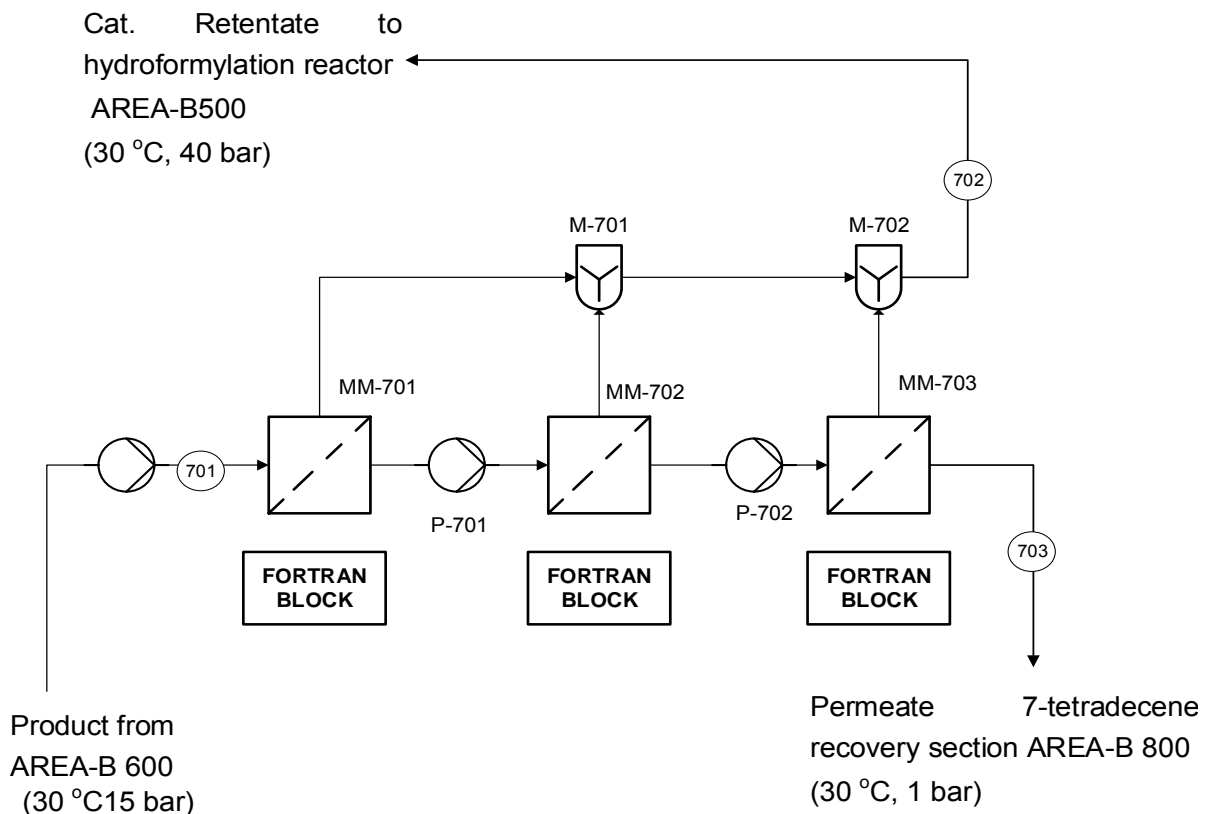 Cat. Retentate to
hydroformylation reactor
AREA-B500
(30 °C, 40 bar)
702
M-701
M-702
MM-701
MM-702
MM-703
701
P-701
P-702
703
FORTRAN
BLOCK
FORTRAN
BLOCK
FORTRAN
BLOCK
Product from
AREA-B 600
(30 °C15 bar)
Permeate 7-tetradecene
recovery section AREA-B 800
(30 °C, 1 bar)